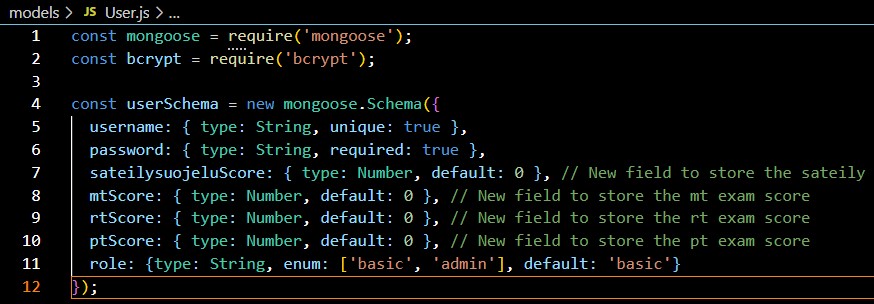 models > JS User.js > ...
1 const mongoose = require('mongoose');
2 const bcrypt = require('bcrypt');
3
4 const userSchema = new mongoose.Schema({
5 username: { type: String, unique: true },
6 password: { type: String, required: true },
7 sateilysuojeluScore: { type: Number, default: 0 }, // New field to store the sateily
8 mtScore: { type: Number, default: 0 }, // New field to store the mt exam score
9 rtScore: { type: Number, default: 0 }, // New field to store the rt exam score
10 ptScore: { type: Number, default: 0 }, // New field to store the pt exam score
11 role: {type: String, enum: ['basic', 'admin'], default: 'basic'}
12 });